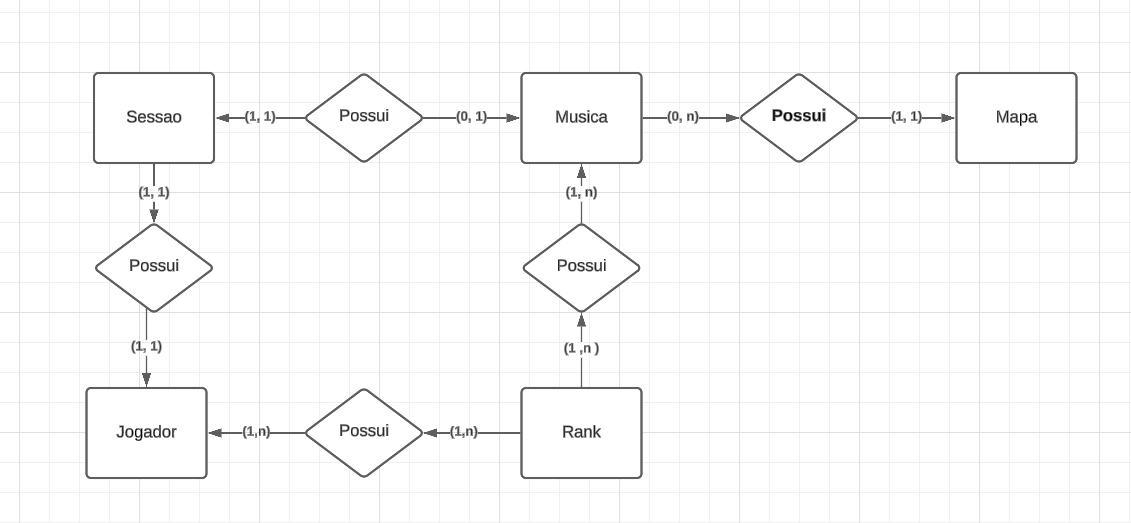 Sessao
(1, 1)
Possui
(0, 1)
Musica
(0, n)
Possui
(1, 1)
Mapa
(1, 1)
(1, n)
Possui
Possui
(1, 1)
(1 ,n )
Jogador
(1,n)
Possui
(1,n)
Rank